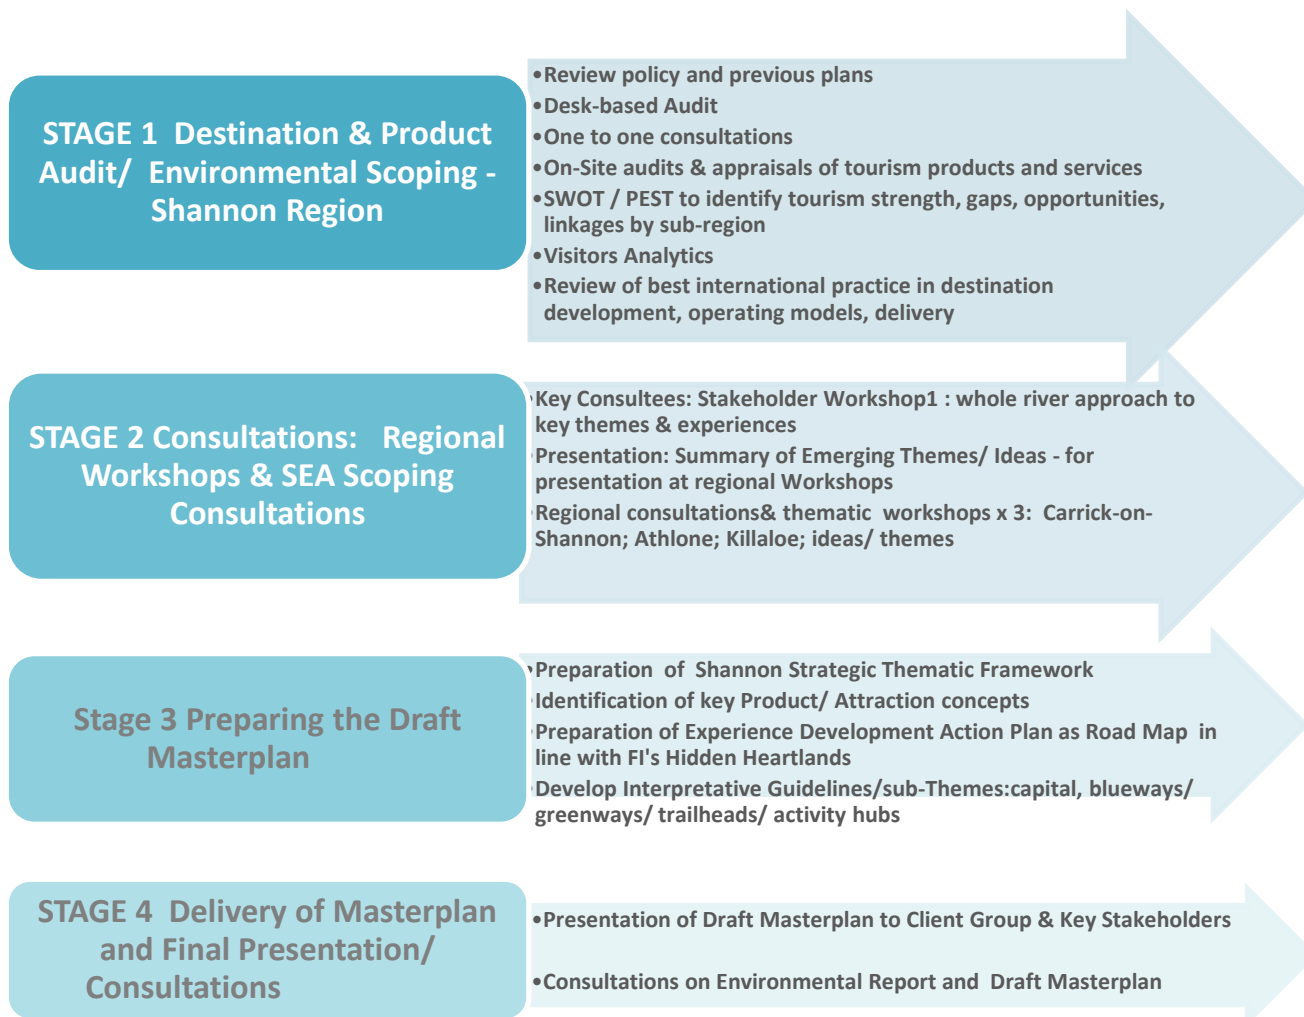 STAGE 1  Destination & Product
Audit/  Environmental Scoping -
Shannon Region
•Review policy and previous plans
•Desk-based Audit
•One to one consultations
•On-Site audits & appraisals of tourism products and services
•SWOT / PEST to identify tourism strength, gaps, opportunities,
linkages by sub-region
•Visitors Analytics
•Review of best international practice in destination
development, operating models, delivery
STAGE 2 Consultations:   Regional
Workshops & SEA Scoping
Consultations
•Key Consultees: Stakeholder Workshop1 : whole river approach to
key themes & experiences
•Presentation: Summary of Emerging Themes/ Ideas - for
presentation at regional Workshops
•Regional consultations& thematic  workshops x 3:  Carrick-on-
Shannon; Athlone; Killaloe; ideas/ themes
Stage 3 Preparing the Draft
Masterplan
•Preparation  of  Shannon Strategic Thematic Framework
•Identification of key Product/ Attraction concepts
•Preparation of Experience Development Action Plan as Road Map  in
line with FI's Hidden Heartlands
•Develop Interpretative Guidelines/sub-Themes:capital, blueways/
greenways/ trailheads/ activity hubs
STAGE 4  Delivery of Masterplan
and Final Presentation/
Consultations
•Presentation of Draft Masterplan to Client Group & Key Stakeholders
•Consultations on Environmental Report and  Draft Masterplan